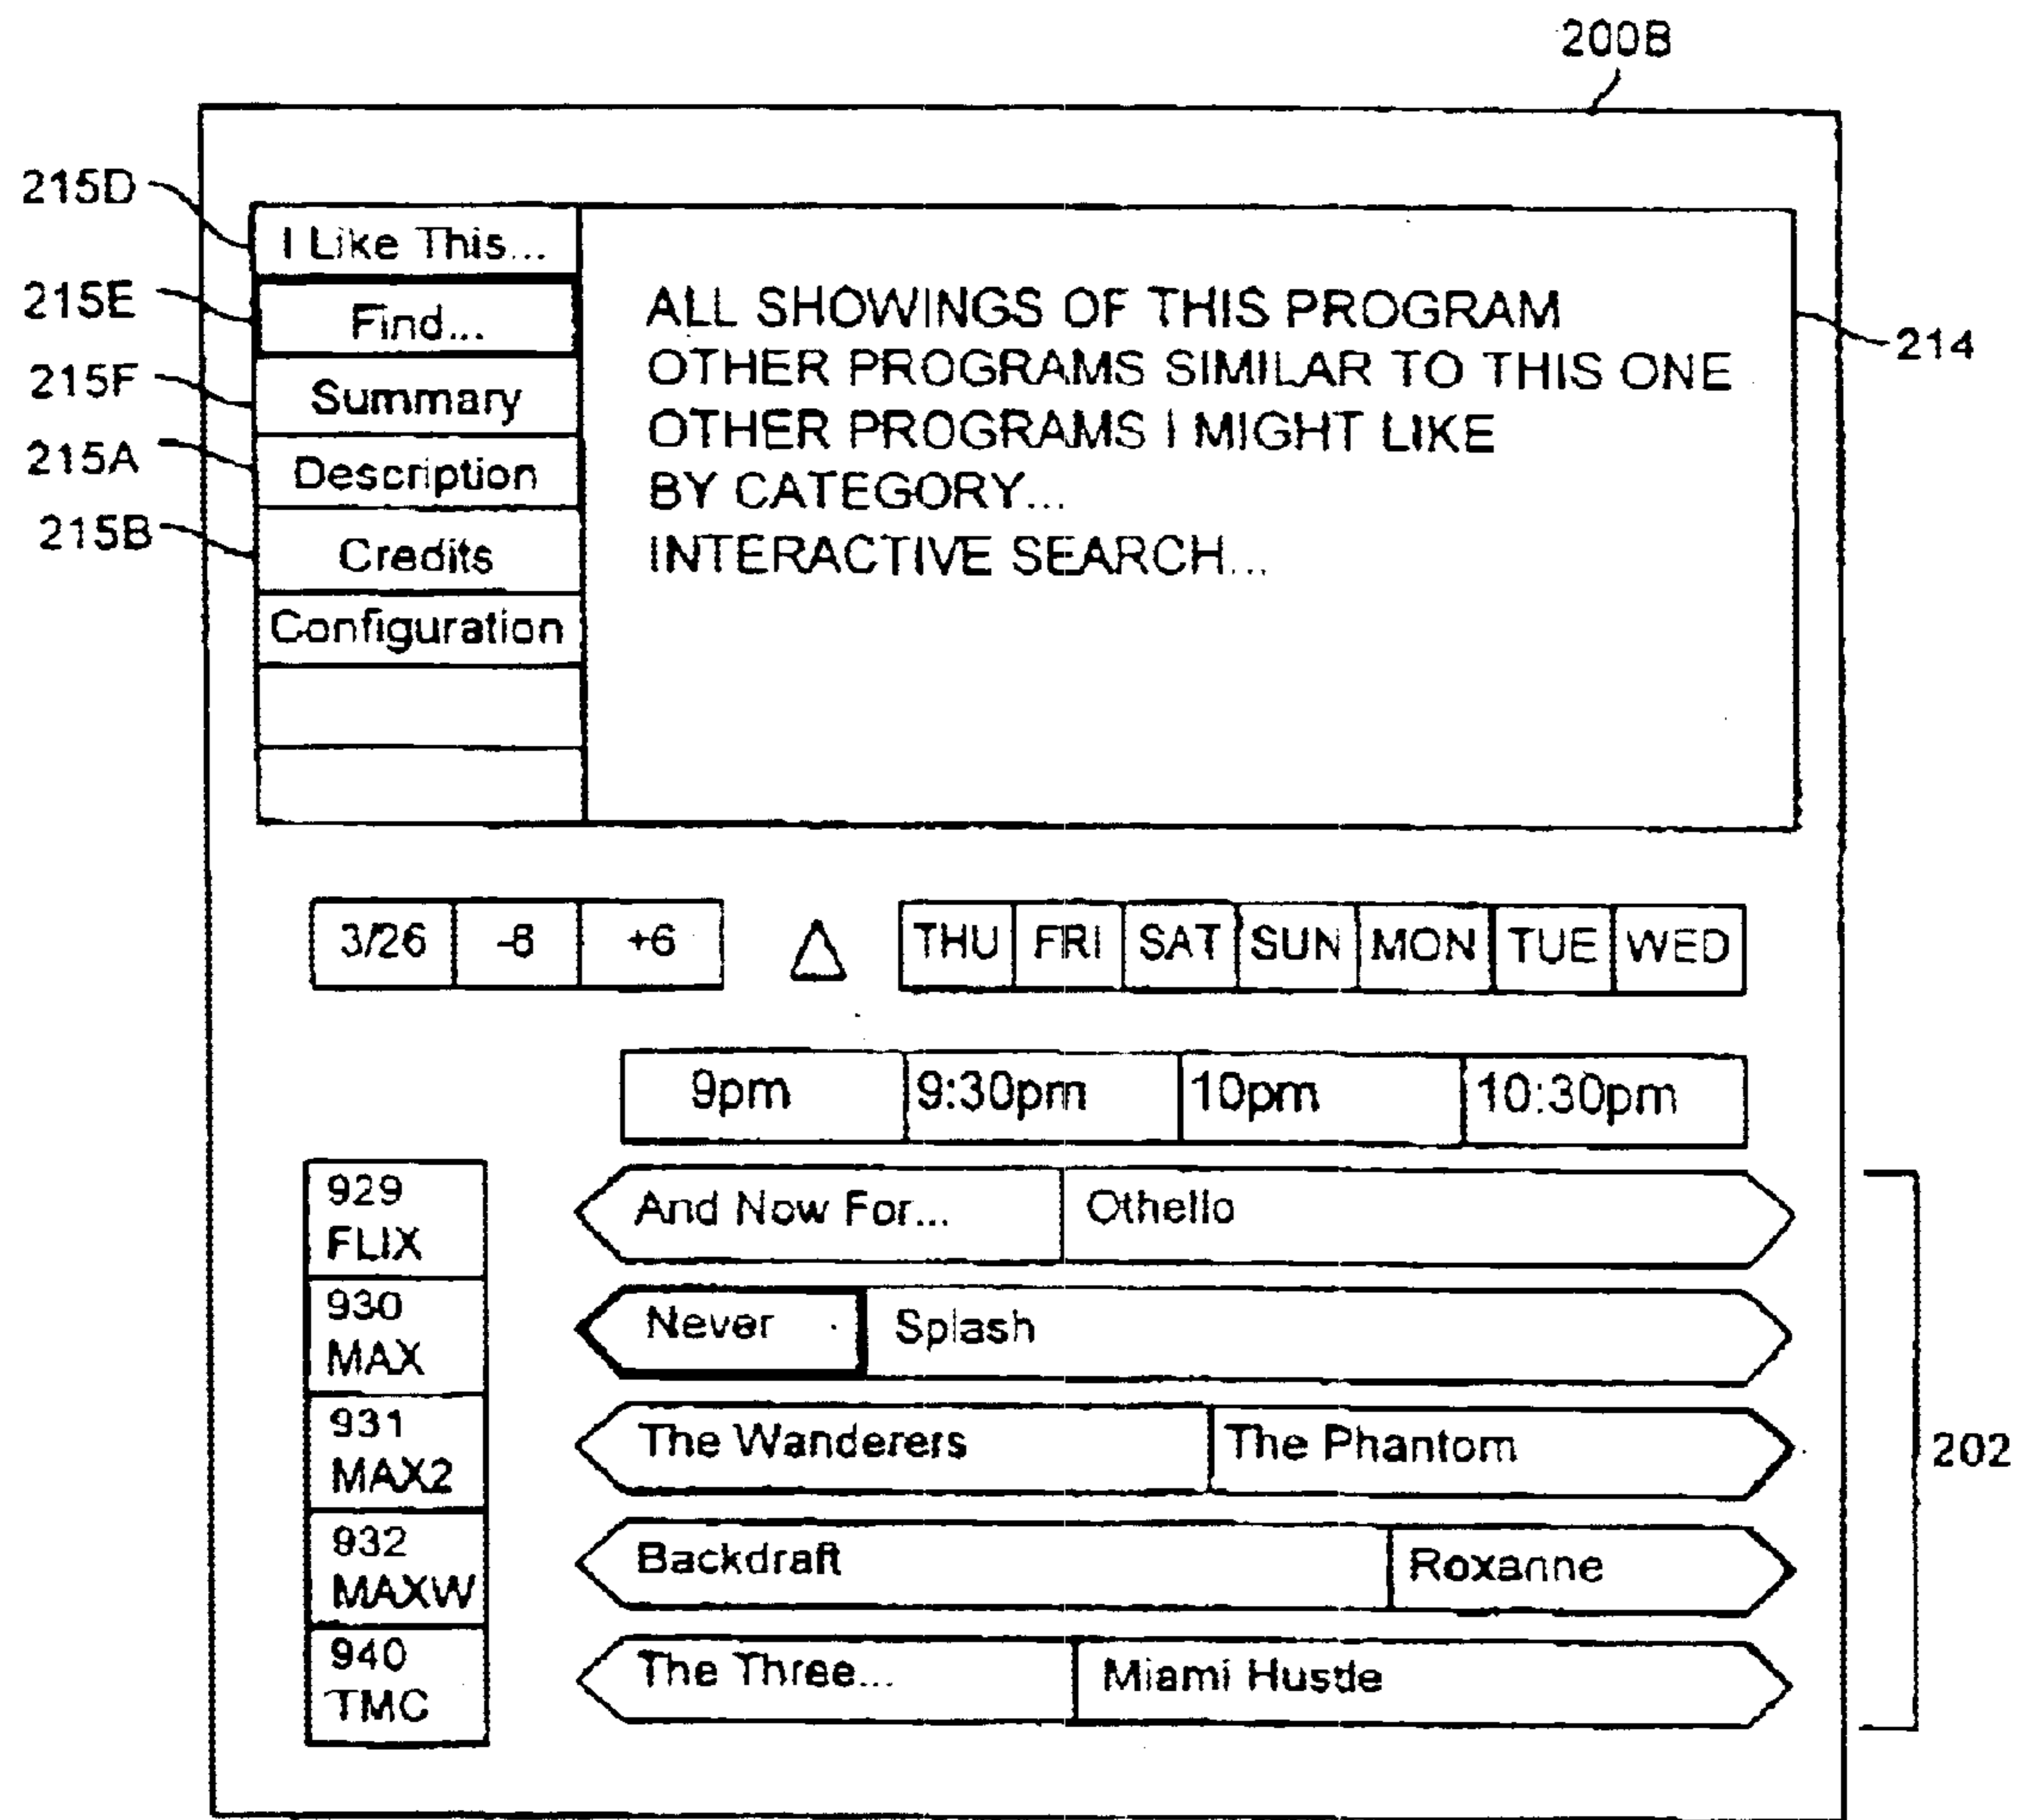 200B
215D
I Like This...
215E
Find...
215F
Summary
215A
Description
215B
Credits
Configuration
ALL SHOWINGS OF THIS PROGRAM
OTHER PROGRAMS SIMILAR TO THIS ONE
OTHER PROGRAMS I MIGHT LIKE
BY CATEGORY...
INTERACTIVE SEARCH...
214
3/26 -6 +6 THU FRI SAT SUN MON TUE WED
9pm 9:30pm 10pm 10:30pm
929 FLIX And Now For... Othello
930 MAX Never Splash
931 MAX2 The Wanderers The Phantom
932 MAXW Backdraft Roxanne
940 TMC The Three... Miami Hustle
202